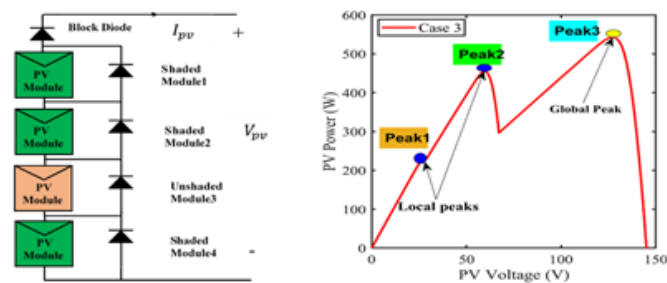 Block Diode
I_pv +
PV
Module
Shaded
Module1
PV
Module
Shaded
Module2
V_pv
PV
Module
Unshaded
Module3
PV
Module
Shaded
Module4
-
600
500
400
300
200
100
0
PV Power (W)
Case 3
Peak1
Peak2
Peak3
Global Peak
Local peaks
0 50 100 150
PV Voltage (V)